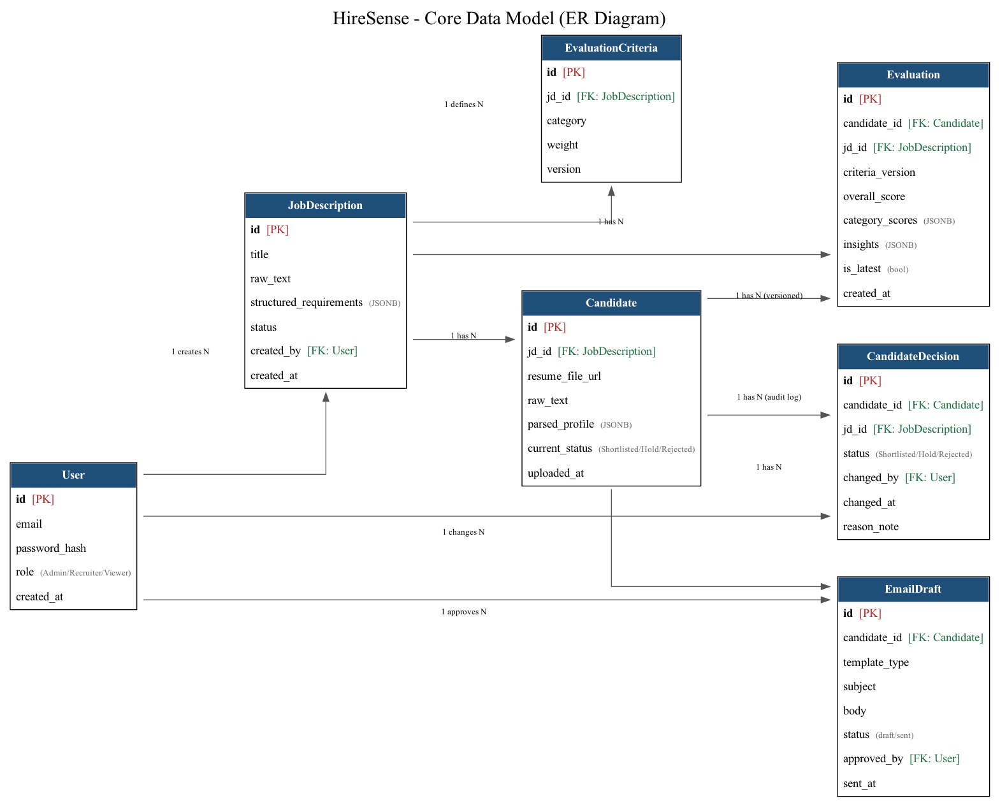 HireSense - Core Data Model (ER Diagram)
EvaluationCriteria
id [PK]
jd_id [FK: JobDescription]
category
weight
version
1 defines N
Evaluation
id [PK]
candidate_id [FK: Candidate]
jd_id [FK: JobDescription]
criteria_version
overall_score
category_scores (JSONB)
insights (JSONB)
is_latest (bool)
created_at
JobDescription
id [PK]
title
raw_text
structured_requirements (JSONB)
status
created_by [FK: User]
created_at
1 has N
1 has N
1 creates N
Candidate
id [PK]
jd_id [FK: JobDescription]
resume_file_url
raw_text
parsed_profile (JSONB)
current_status (Shortlisted/Hold/Rejected)
uploaded_at
1 has N (versioned)
1 has N (audit log)
1 has N
CandidateDecision
id [PK]
candidate_id [FK: Candidate]
jd_id [FK: JobDescription]
status (Shortlisted/Hold/Rejected)
changed_by [FK: User]
changed_at
reason_note
User
id [PK]
email
password_hash
role (Admin/Recruiter/Viewer)
created_at
1 changes N
1 approves N
EmailDraft
id [PK]
candidate_id [FK: Candidate]
template_type
subject
body
status (draft/sent)
approved_by [FK: User]
sent_at